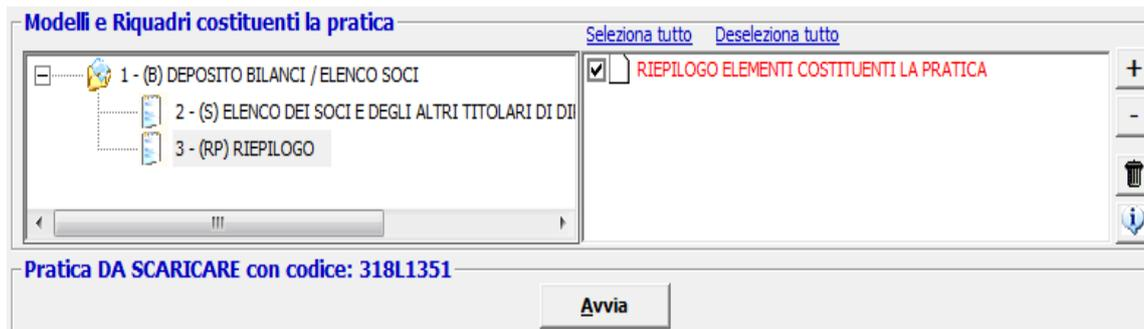 Modelli e Riquadri costituenti la pratica
Seleziona tutto Deseleziona tutto
1 - (B) DEPOSITO BILANCI / ELENCO SOCI
2 - (S) ELENCO DEI SOCI E DEGLI ALTRI TITOLARI DI
3 - (RP) RIEPILOGO
RIEPILOGO ELEMENTI COSTITUENTI LA PRATICA
+
-
Pratica DA SCARICARE con codice: 318L1351
Avvia